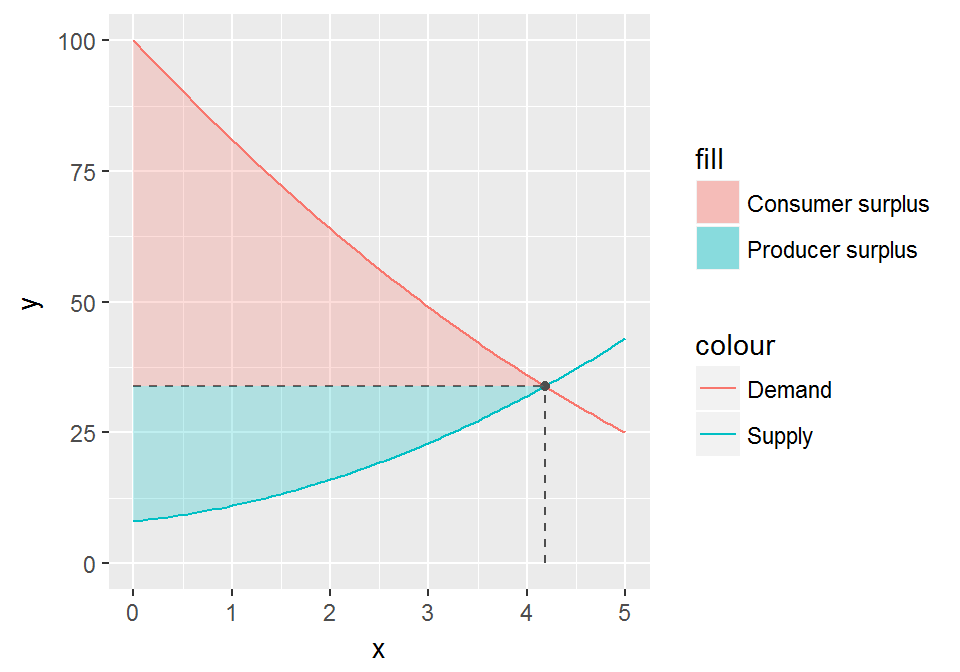 100
75
50
25
0
y
0 1 2 3 4 5
x
fill
Consumer surplus
Producer surplus
colour
Demand
Supply